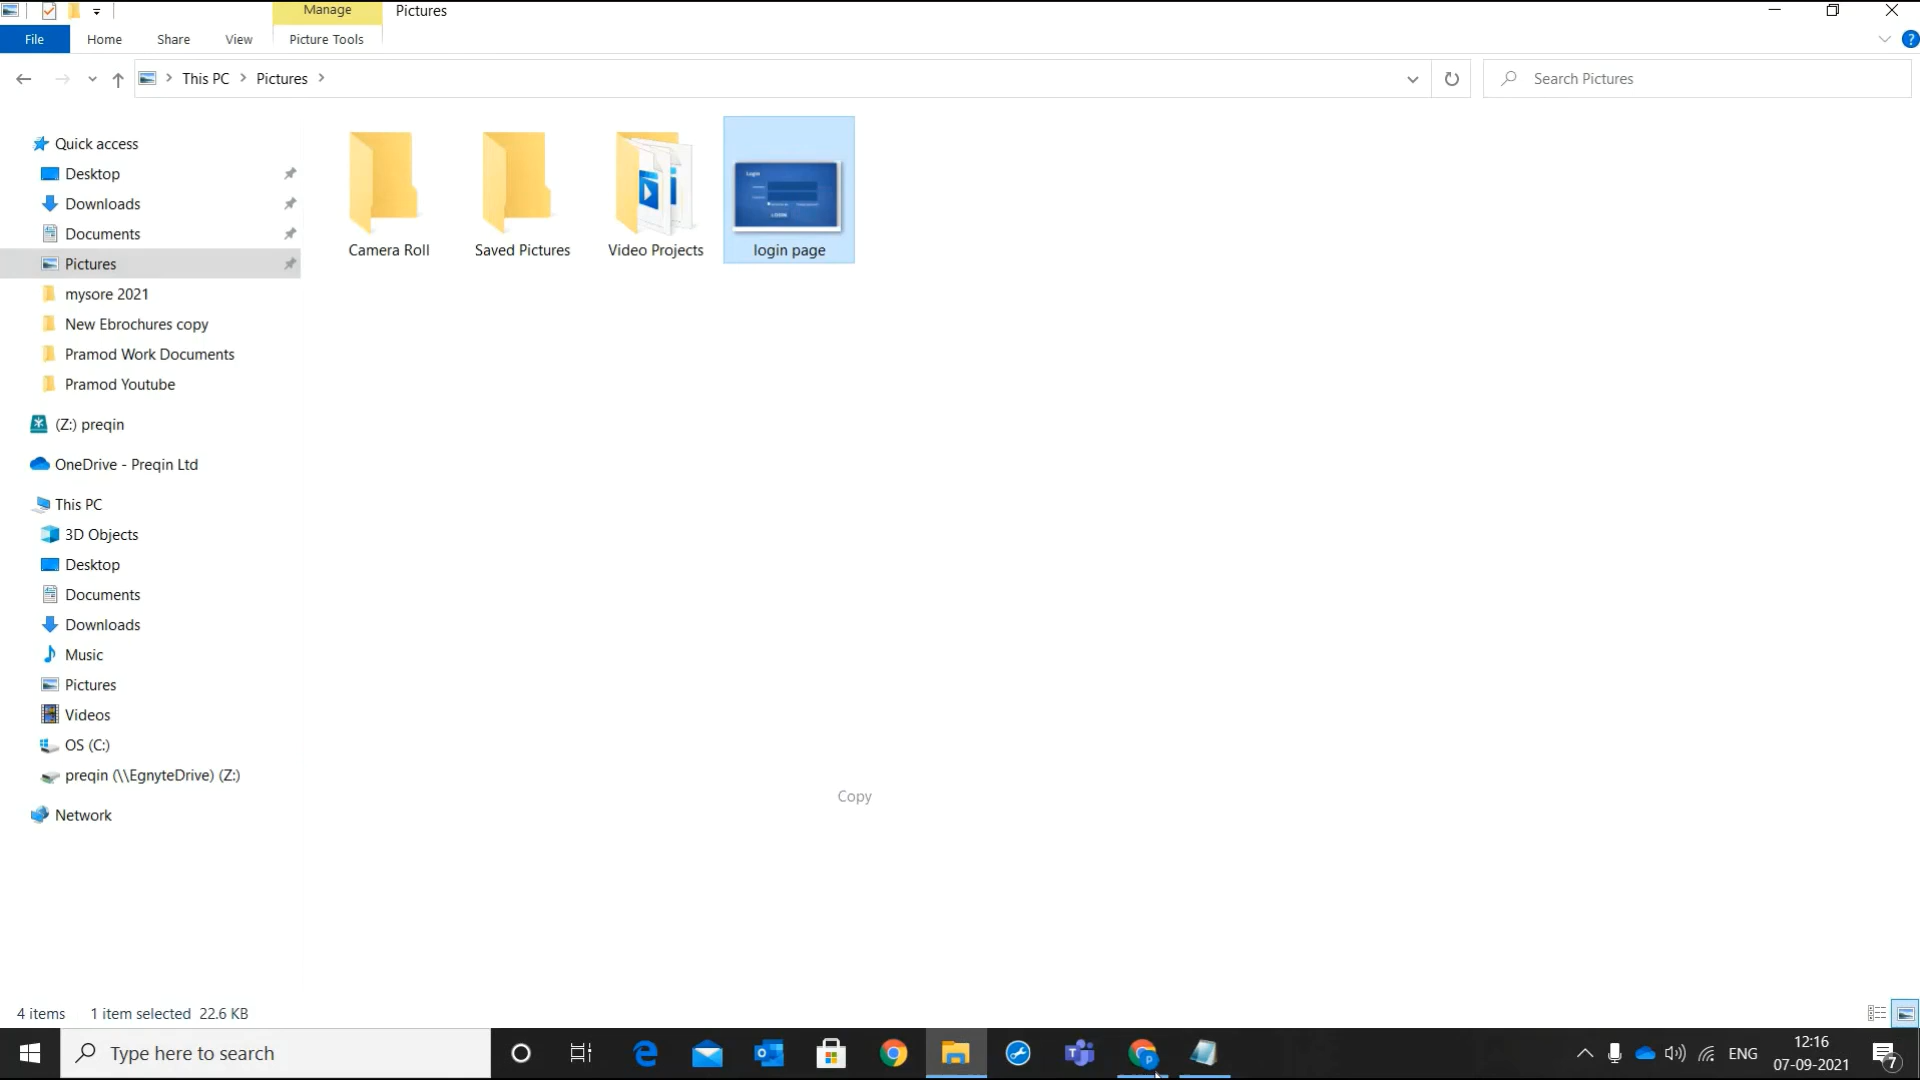 Manage
Pictures
File
Home
Share
View
Picture Tools
?
This PC
Pictures
Search Pictures
Quick access
Desktop
Downloads
Documents
Pictures
mysore 2021
New Ebrochures copy
Pramod Work Documents
Pramod Youtube
(Z:) preqin
OneDrive - Preqin Ltd
This PC
3D Objects
Desktop
Documents
Downloads
Music
Pictures
Videos
OS (C:)
preqin (\\EgnyteDrive) (Z:)
Network
Camera Roll
Saved Pictures
Video Projects
Login
login page
Copy
4 items
1 item selected 22.6 KB
Type here to search
ENG
12:16
07-09-2021
7